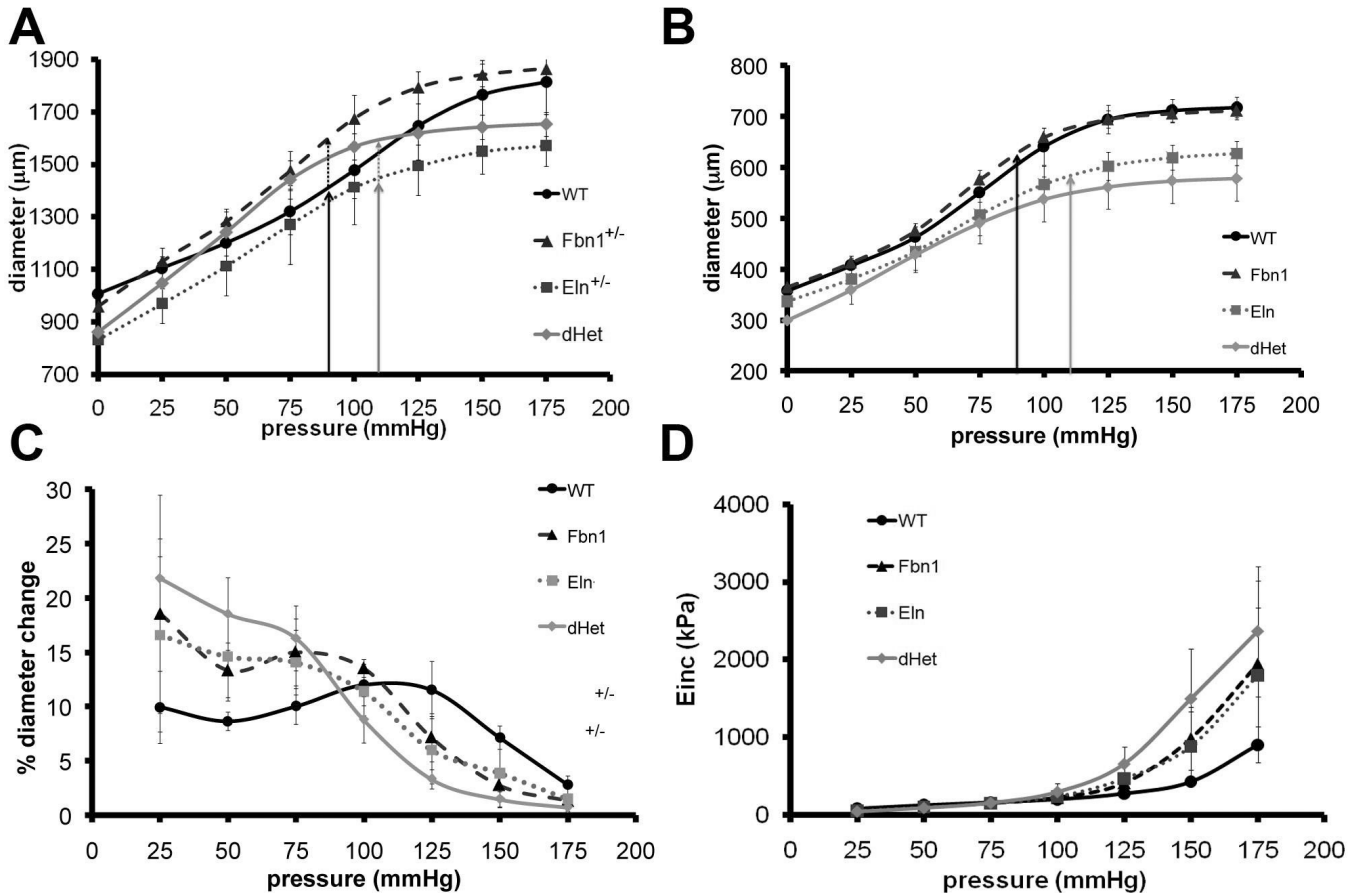 A
1900
1700
1500
1300
1100
900
700
diameter (μm)
0 25 50 75 100 125 150 175 200
pressure (mmHg)
WT
Fbn1+/-
Eln+/-
dHet
B
800
700
600
500
400
300
200
diameter (μm)
0 25 50 75 100 125 150 175 200
pressure (mmHg)
WT
Fbn1
Eln
dHet
C
30
25
20
15
10
5
0
% diameter change
0 25 50 75 100 125 150 175 200
pressure (mmHg)
WT
Fbn1
Eln
dHet
+/-
+/-
D
4000
3000
2000
1000
0
Einc (kPa)
0 25 50 75 100 125 150 175 200
pressure (mmHg)
WT
Fbn1
Eln
dHet